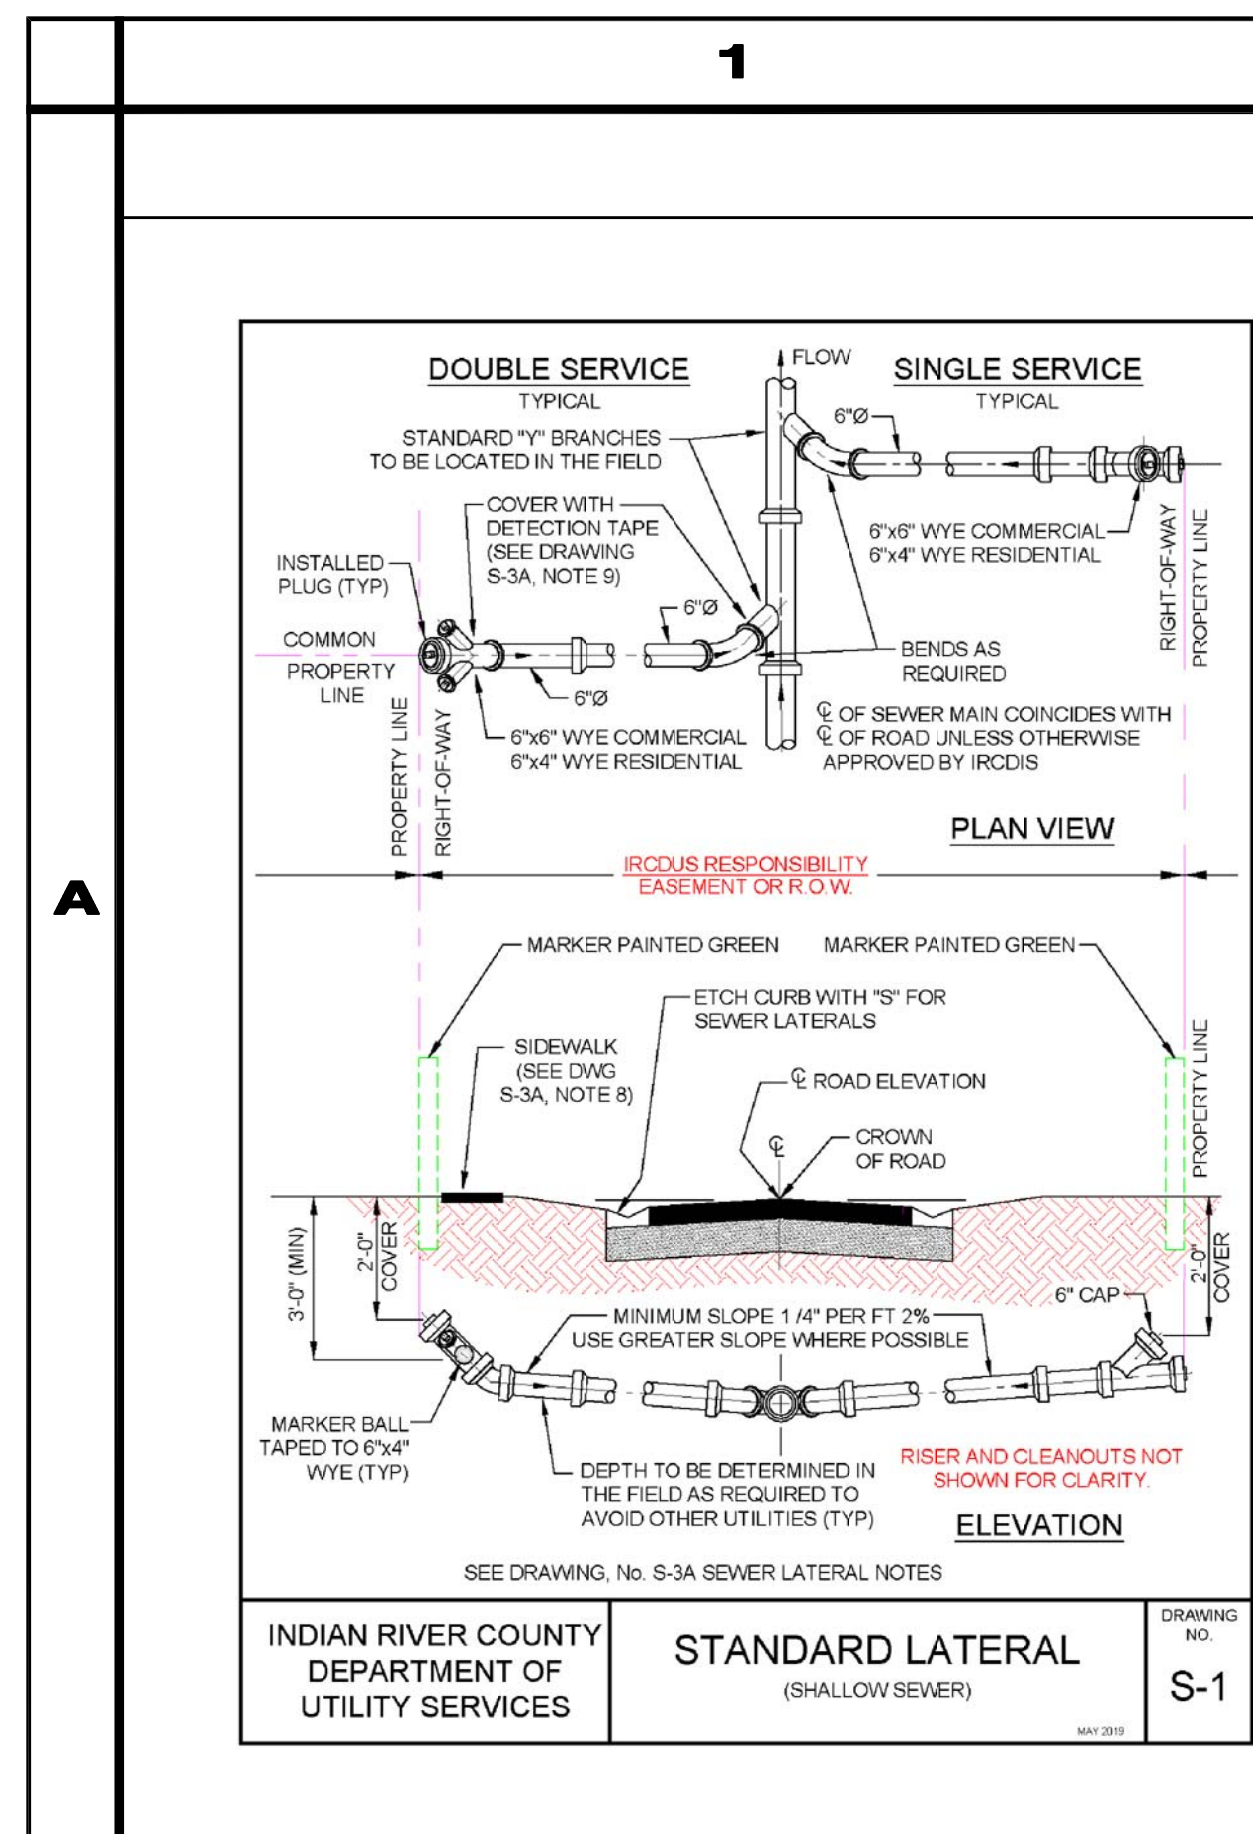 1
A
DOUBLE SERVICE
TYPICAL
FLOW
SINGLE SERVICE
TYPICAL
STANDARD "Y" BRANCHES
TO BE LOCATED IN THE FIELD
6"Ø
COVER WITH
DETECTION TAPE
(SEE DRAWING
S-3A, NOTE 9)
6"x6" WYE COMMERCIAL
6"x4" WYE RESIDENTIAL
RIGHT-OF-WAY
PROPERTY LINE
INSTALLED
PLUG (TYP)
6"Ø
COMMON
PROPERTY
LINE
BENDS AS
REQUIRED
6"Ø
6"x6" WYE COMMERCIAL
6"x4" WYE RESIDENTIAL
℄ OF SEWER MAIN COINCIDES WITH
℄ OF ROAD UNLESS OTHERWISE
APPROVED BY IRCDIS
PROPERTY LINE
RIGHT-OF-WAY
PLAN VIEW
IRCDUS RESPONSIBILITY
EASEMENT OR R.O.W.
MARKER PAINTED GREEN
MARKER PAINTED GREEN
ETCH CURB WITH "S" FOR
SEWER LATERALS
SIDEWALK
(SEE DWG
S-3A, NOTE 8)
℄ ROAD ELEVATION
PROPERTY LINE
℄
CROWN
OF ROAD
3'-0" (MIN)
2'-0"
COVER
2'-0"
COVER
6" CAP
MINIMUM SLOPE 1 /4" PER FT 2%
USE GREATER SLOPE WHERE POSSIBLE
MARKER BALL
TAPED TO 6"x4"
WYE (TYP)
DEPTH TO BE DETERMINED IN
THE FIELD AS REQUIRED TO
AVOID OTHER UTILITIES (TYP)
RISER AND CLEANOUTS NOT
SHOWN FOR CLARITY.
ELEVATION
SEE DRAWING, No. S-3A SEWER LATERAL NOTES
INDIAN RIVER COUNTY
DEPARTMENT OF
UTILITY SERVICES
STANDARD LATERAL
(SHALLOW SEWER)
MAY 2019
DRAWING
NO.
S-1